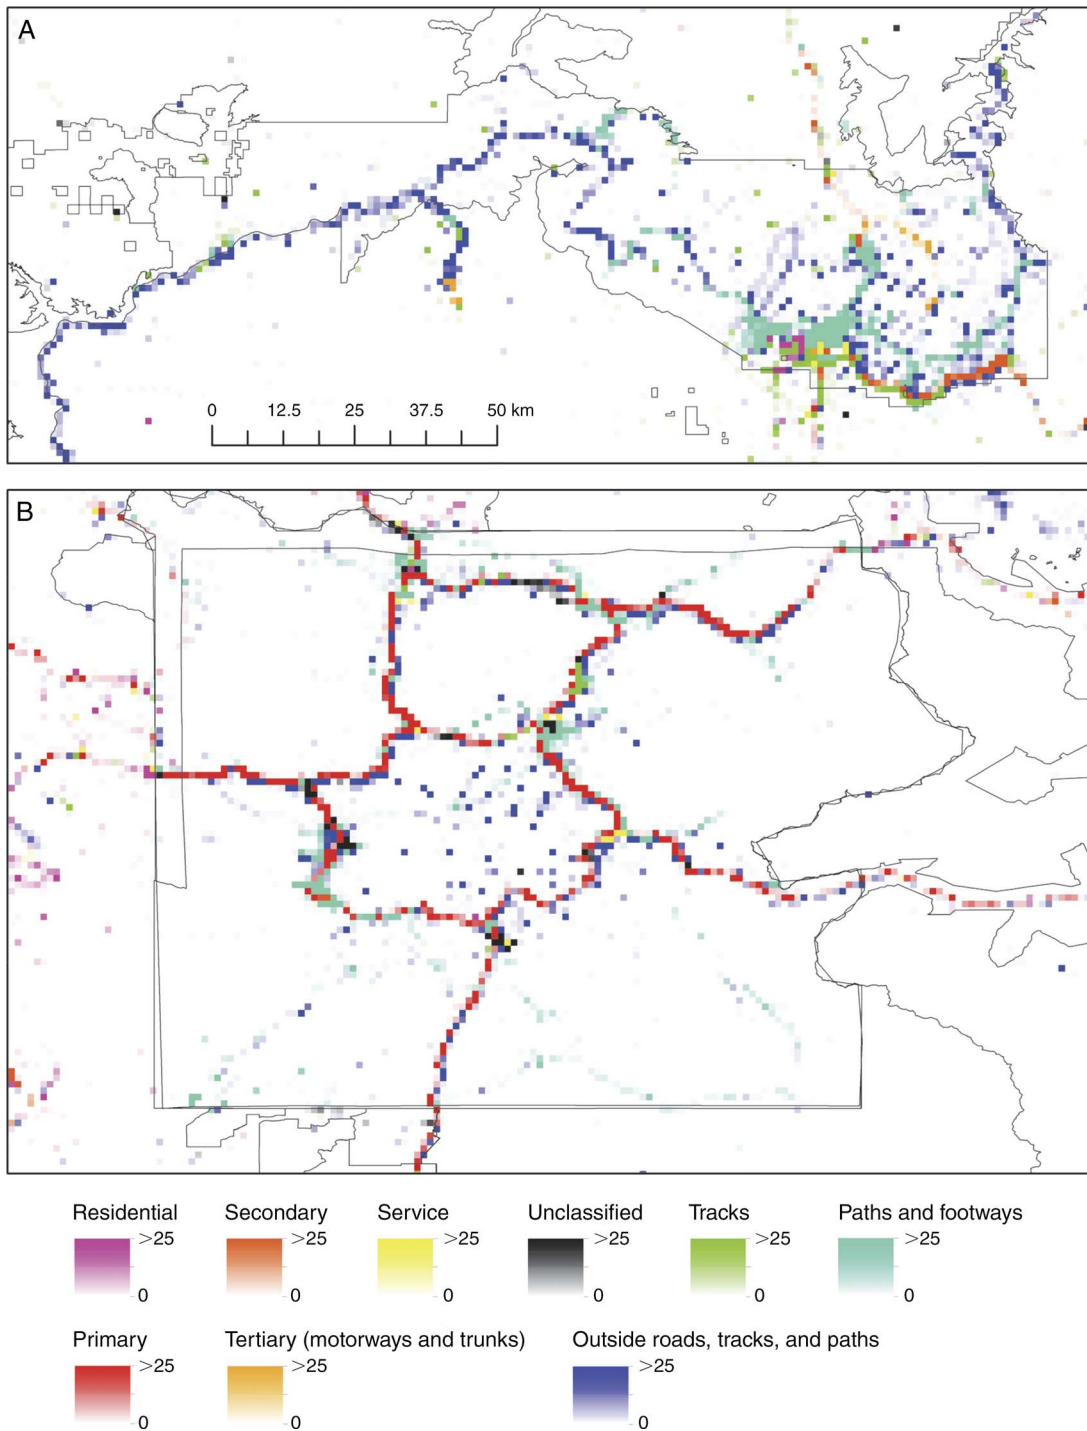 A
0 12.5 25 37.5 50 km
B
Residential Secondary Service Unclassified Tracks Paths and footways
>25 >25 >25 >25 >25 >25
0 0 0 0 0 0
Primary Tertiary (motorways and trunks) Outside roads, tracks, and paths
>25 >25 >25
0 0 0